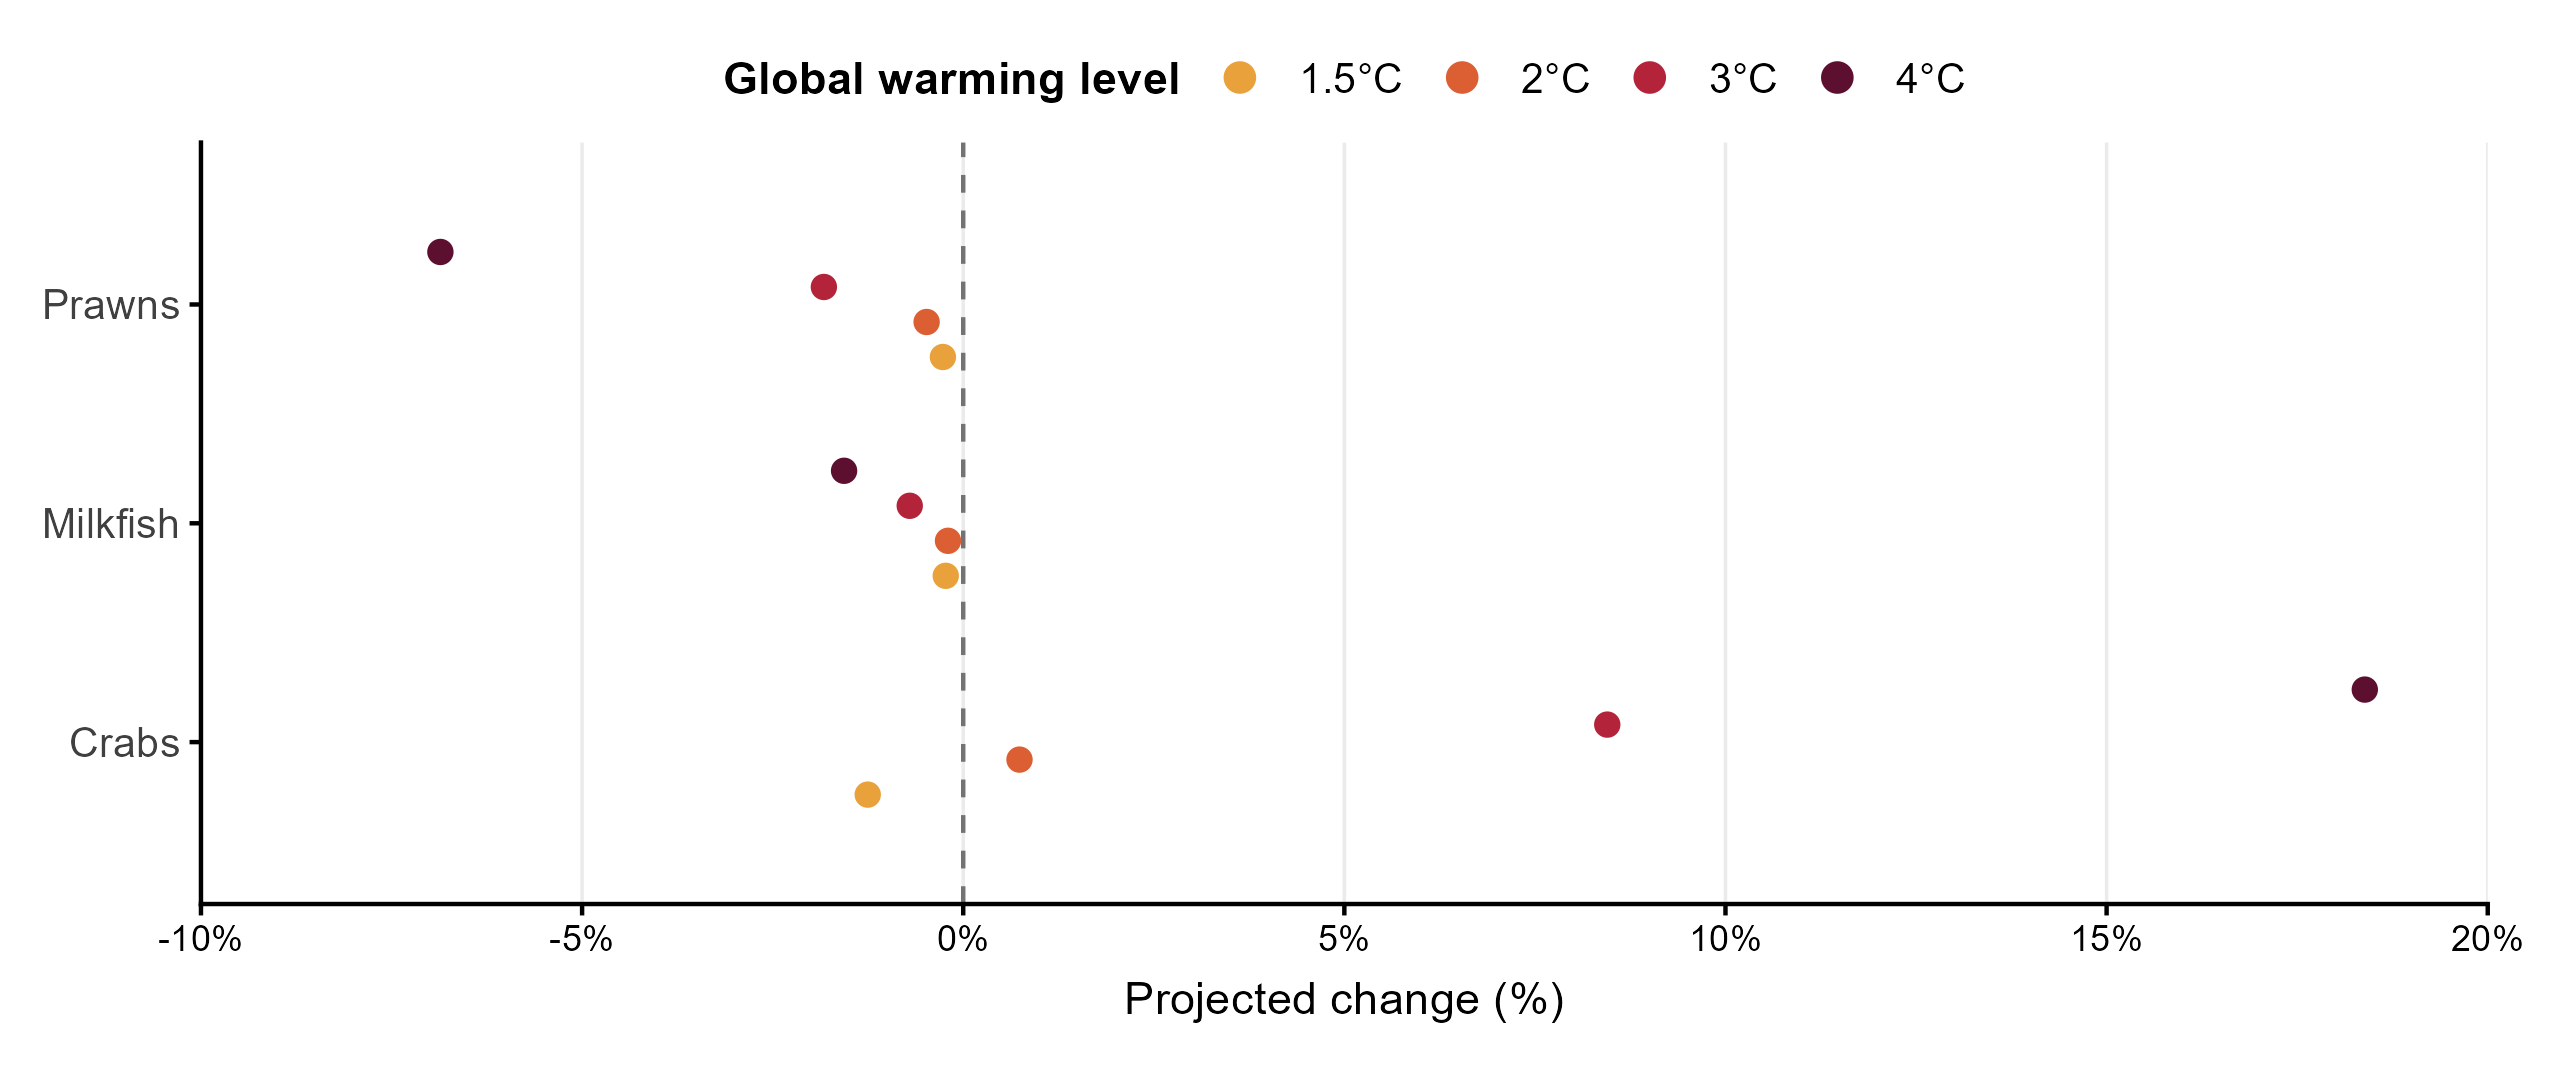 Global warming level 1.5°C 2°C 3°C 4°C
Prawns
Milkfish
Crabs
-10% -5% 0% 5% 10% 15% 20%
Projected change (%)